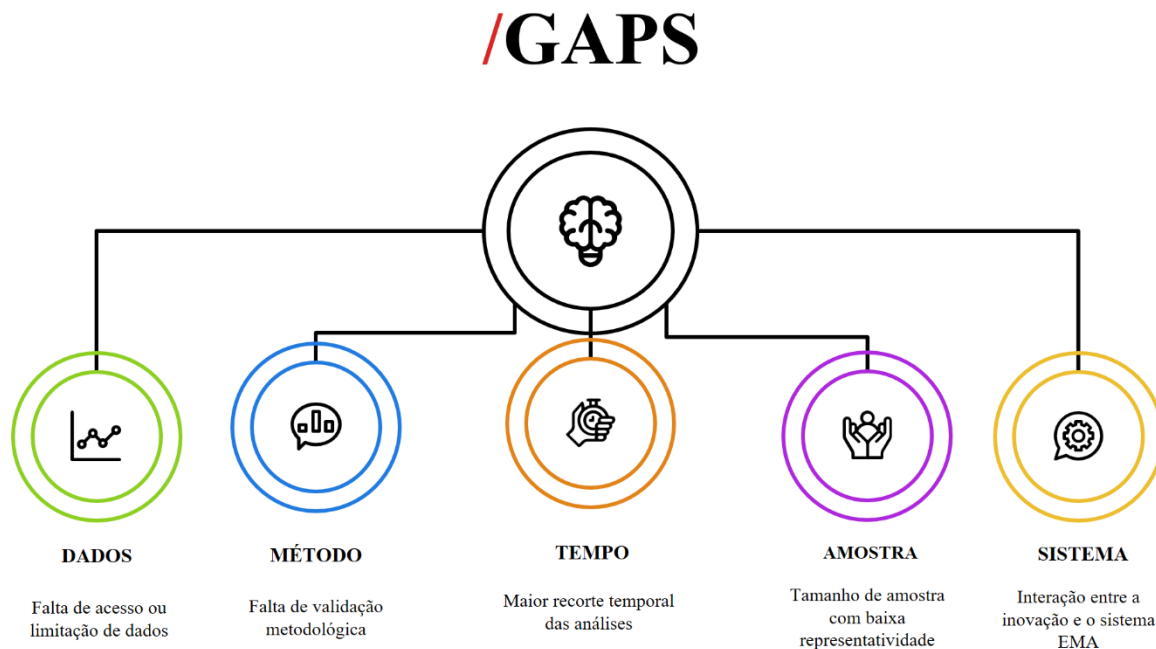 /GAPS
DADOS
Falta de acesso ou
limitação de dados
MÉTODO
Falta de validação
metodológica
TEMPO
Maior recorte temporal
das análises
AMOSTRA
Tamanho de amostra
com baixa
representatividade
SISTEMA
Interação entre a
inovação e o sistema
EMA